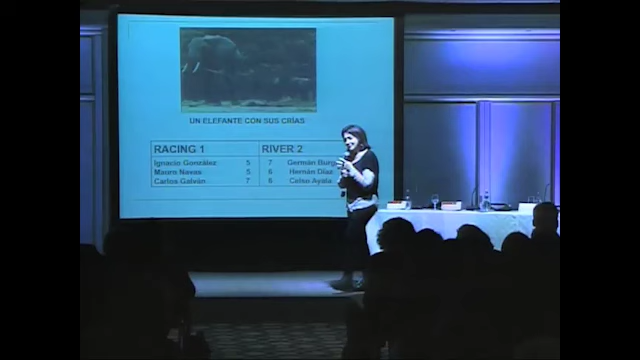 UN ELEFANTE CON SUS CRÍAS
RACING 1 RIVER 2
Ignacio González 5 7 Germán Burg
Mauro Navas 5 6 Hernán Díaz
Carlos Galván 7 6 Celso Ayala